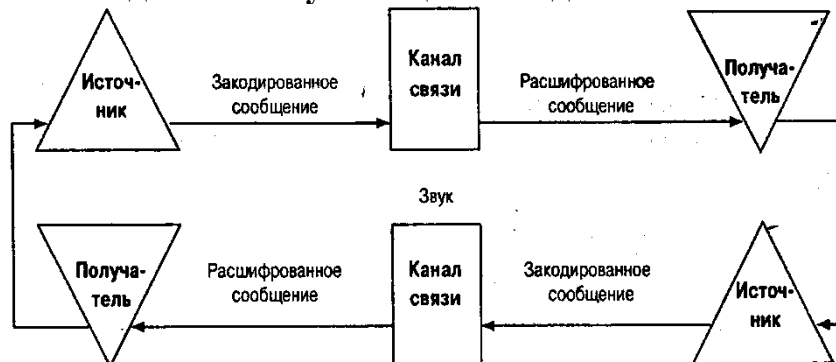 Источ-
ник
Закодированное
сообщение
Канал
связи
Расшифрованное
сообщение
Получа-
тель
Звук
Получа-
тель
Расшифрованное
сообщение
Канал
связи
Закодированное
сообщение
Источ-
ник